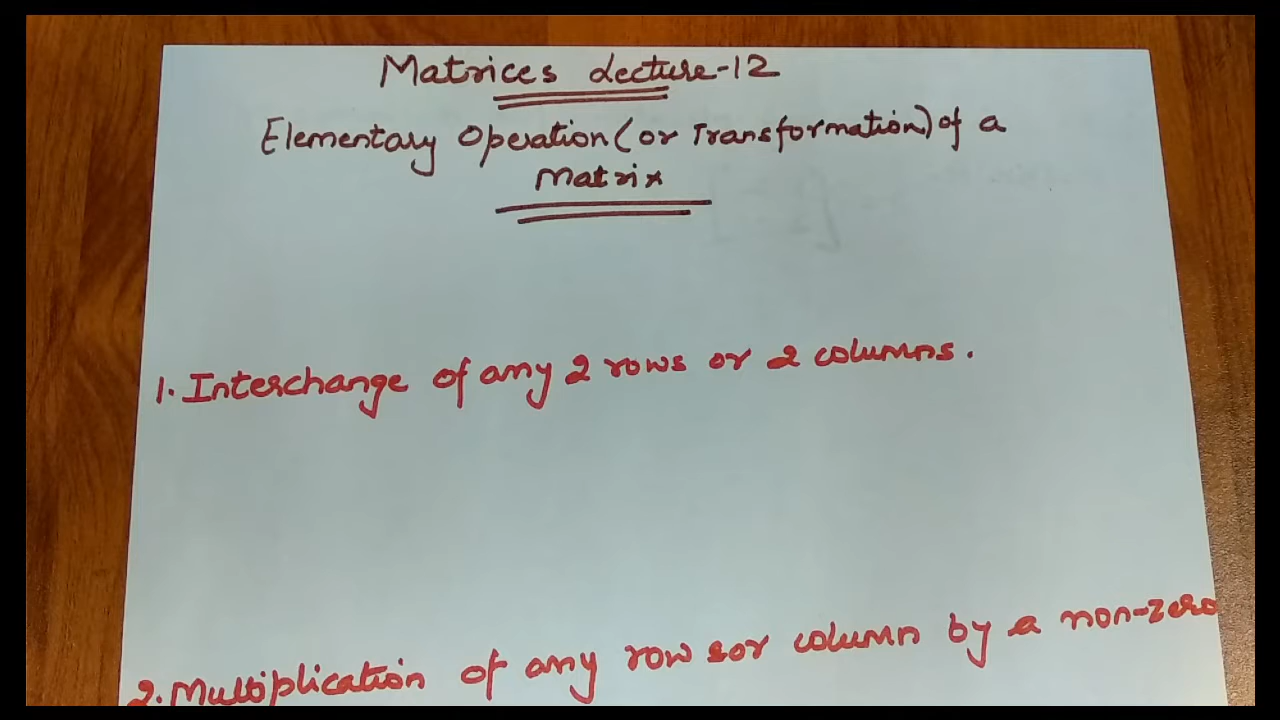 Matrices Lecture-12
Elementary Operation (or Transformation) of a
Matrix
1. Interchange of any 2 rows or 2 columns.
2. Multiplication of any row or column by a non-zero